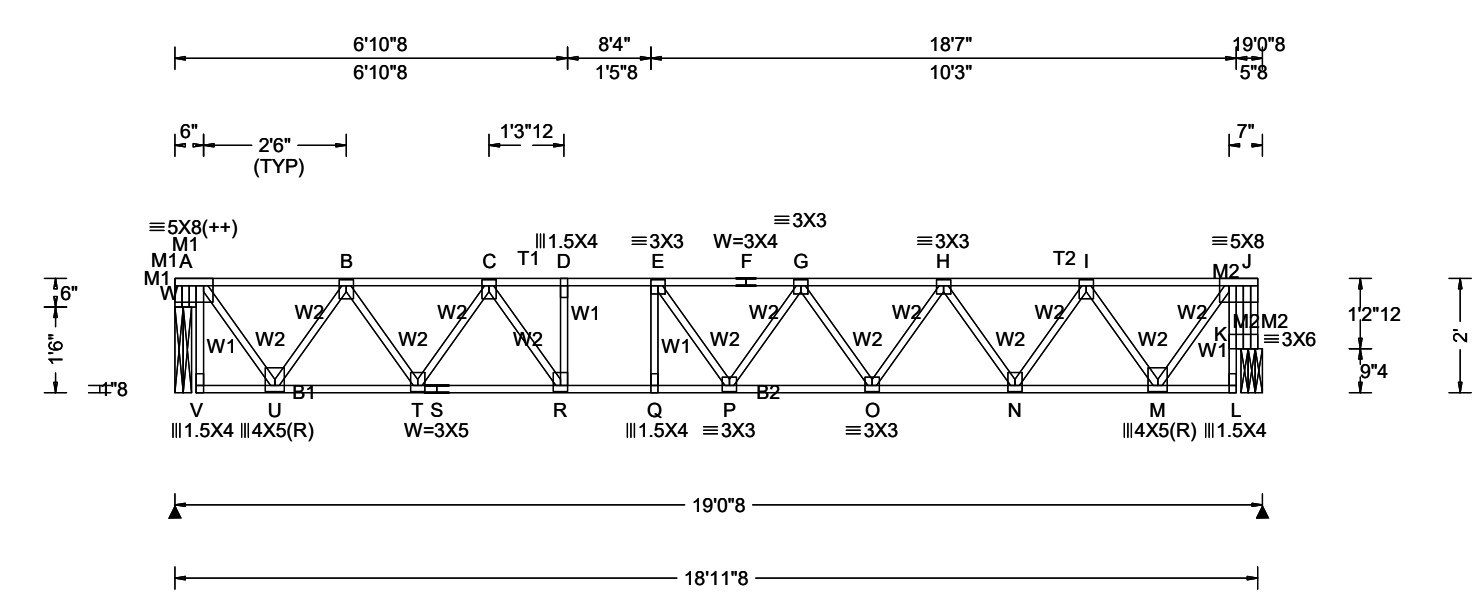 6'10"8 8'4" 18'7" 19'0"8
6'10"8 1'5"8 10'3" 5"8
6" 2'6" 1'3"12 7"
(TYP)
≡3X3
≡5X8(++)
M1 |||1.5X4 ≡3X3 W=3X4 ≡3X3 ≡5X8
M1 A B C T1 D E F G H T2 I J
M1 M2
6" W
W2 W2 W1 W2 W2 W2 1'2"12
M2 M2
1'6" W1 W2 W2 W2 W1 W2 W2 W2 K ≡3X6 2'
W1
9"4
1"8 B1 B2
V U T S R Q P O N M L
|||1.5X4 |||4X5(R) W=3X5 |||1.5X4 ≡3X3 ≡3X3 |||4X5(R) |||1.5X4
19'0"8
18'11"8